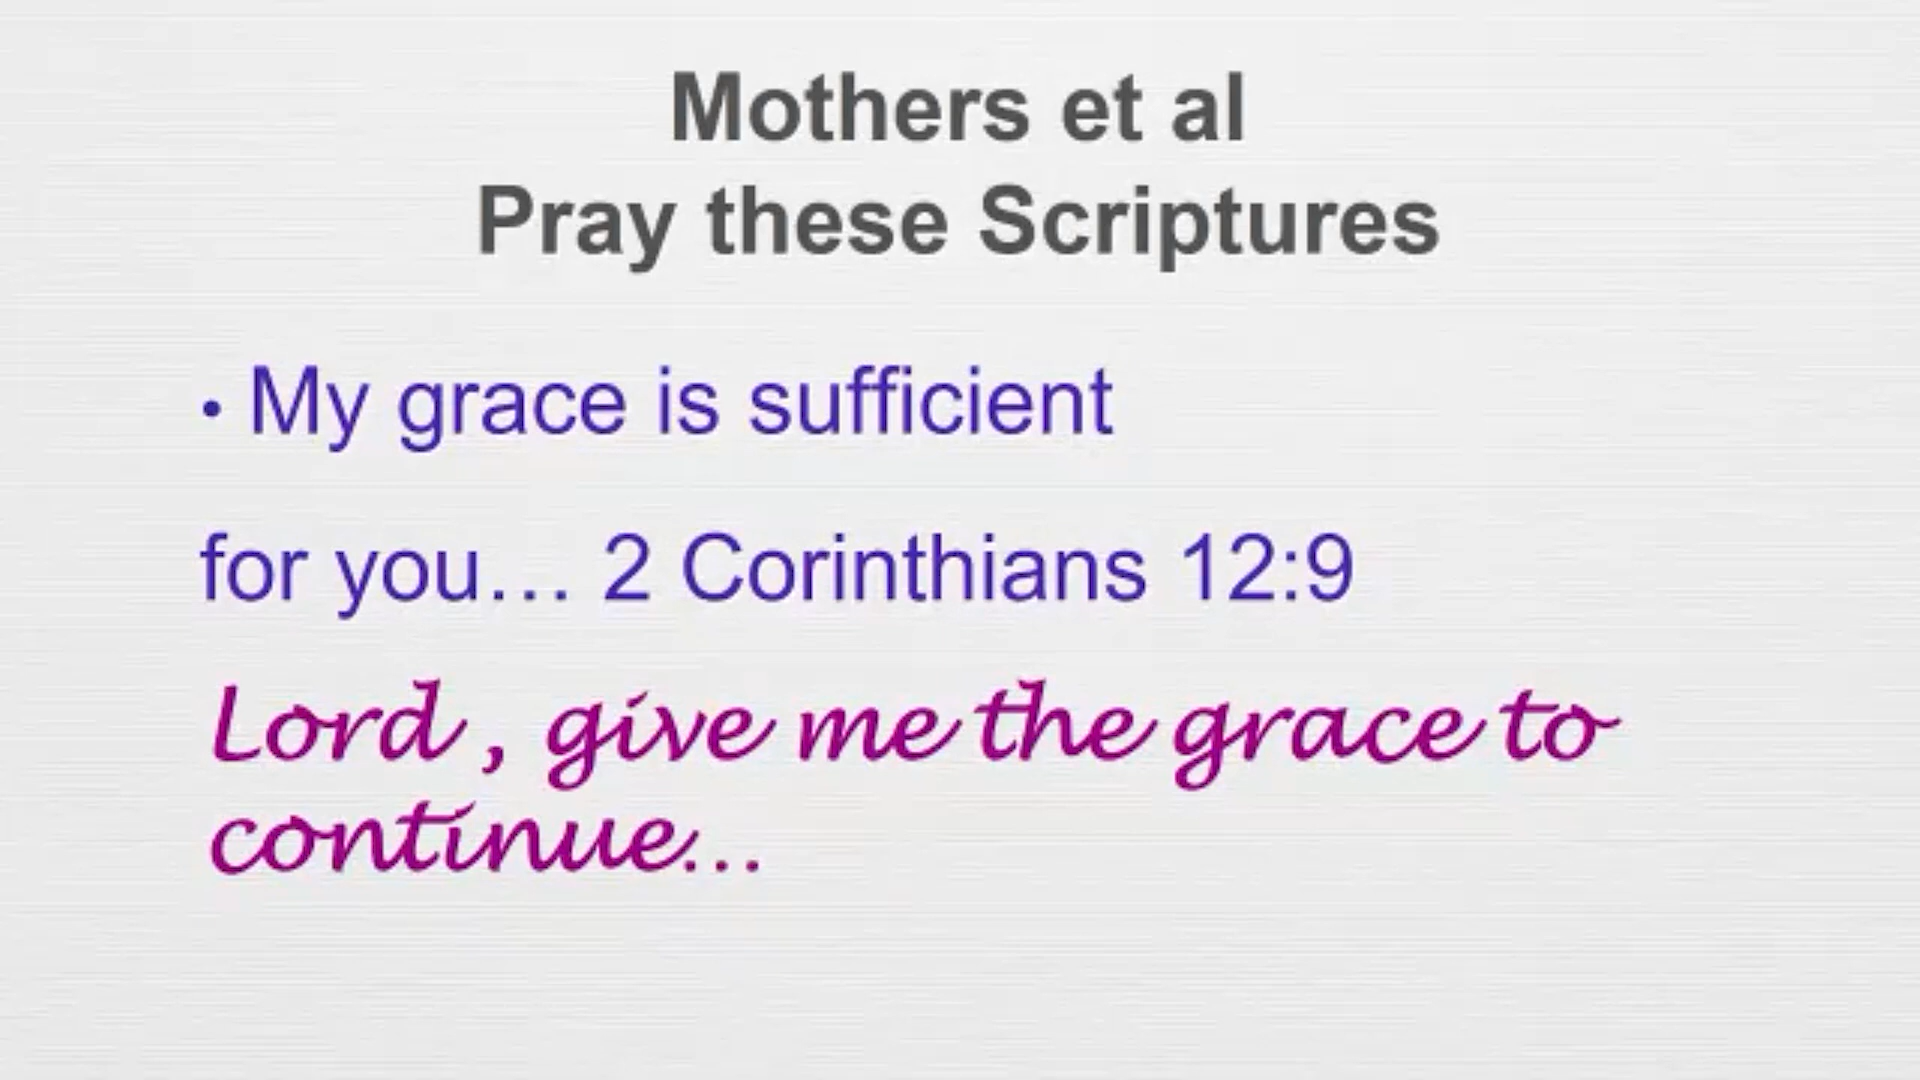 Mothers et al
Pray these Scriptures
• My grace is sufficient
for you… 2 Corinthians 12:9
Lord , give me the grace to
continue…